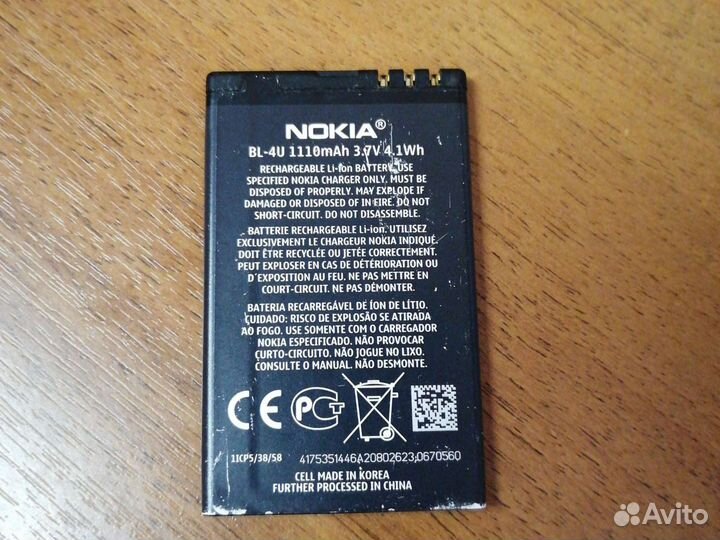 NOKIA®
BL-4U 1110mAh 3.7V 4.1Wh
RECHARGEABLE Li-ion BATTERY. USE
SPECIFIED NOKIA CHARGER ONLY. MUST BE
DISPOSED OF PROPERLY. MAY EXPLODE IF
DAMAGED OR DISPOSED OF IN FIRE. DO NOT
SHORT-CIRCUIT. DO NOT DISASSEMBLE.
BATTERIE RECHARGEABLE Li-ion. UTILISEZ
EXCLUSIVEMENT LE CHARGEUR NOKIA INDIQUÉ.
DOIT ÊTRE RECYCLÉE OU JETÉE CORRECTEMENT.
PEUT EXPLOSER EN CAS DE DÉTÉRIORATION OU
D'EXPOSITION AU FEU. NE PAS METTRE EN
COURT-CIRCUIT. NE PAS DÉMONTER.
BATERIA RECARREGÁVEL DE ÍON DE LÍTIO.
CUIDADO: RISCO DE EXPLOSÃO SE ATIRADA
AO FOGO. USE SOMENTE COM O CARREGADOR
NOKIA ESPECIFICADO. NÃO PROVOCAR
CURTO-CIRCUITO. NÃO JOGUE NO LIXO.
CONSULTE O MANUAL. NÃO DESMONTE.
CE PCT
1ICP5/38/58 4175351446A20802623;0670560
CELL MADE IN KOREA
FURTHER PROCESSED IN CHINA
Avito